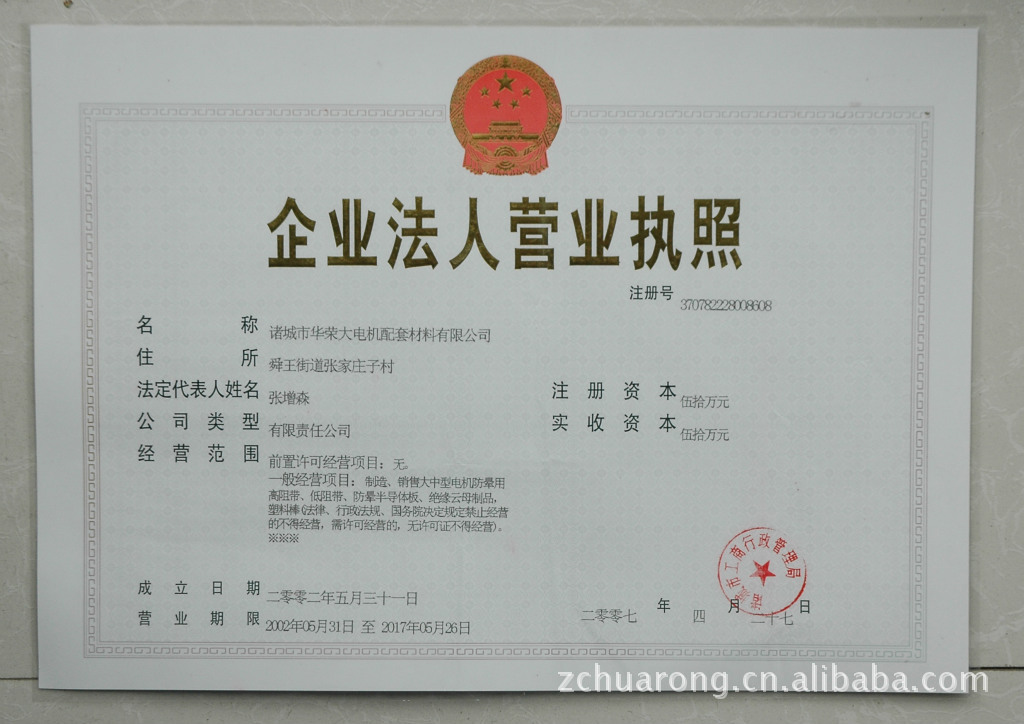 企业法人营业执照
注册号 370782228008608
名称 诸城市华荣大电机配套材料有限公司
住所 舜王街道张家庄子村
法定代表人姓名 张增森 注册资本 伍拾万元
公司类型 有限责任公司 实收资本 伍拾万元
经营范围 前置许可经营项目：无。
一般经营项目：制造、销售大中型电机防晕用
高阻带、低阻带、防晕半导体板、绝缘云母制品，
塑料棒(法律、行政法规、国务院决定规定禁止经营
的不得经营，需许可经营的，无许可证不得经营)。
※※※
市工商行政管理局
成立日期 二零零二年五月三十一日
二零零七 年 四 月 二十七 日
营业期限 2002年05月31日 至 2017年05月26日
zchuarong.cn.alibaba.com